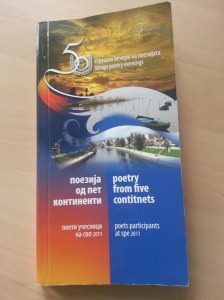 50
струшки вечери на поезијата
struga poetry evenings
поезија
од пет
континенти
poetry
from five
contitnets
поети учесници
на свп 2011
poets participants
at spe 2011